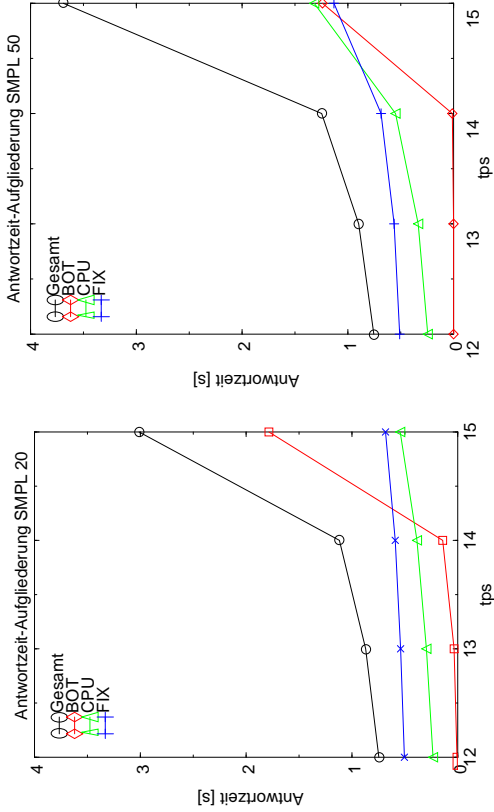 Antwortzeit-Aufgliederung SMPL 20
Gesamt
BOT
CPU
FIX
Antwortzeit [s]
4
3
2
1
0
12
13
14
15
tps
Antwortzeit-Aufgliederung SMPL 50
Gesamt
BOT
CPU
FIX
Antwortzeit [s]
4
3
2
1
0
12
13
14
15
tps